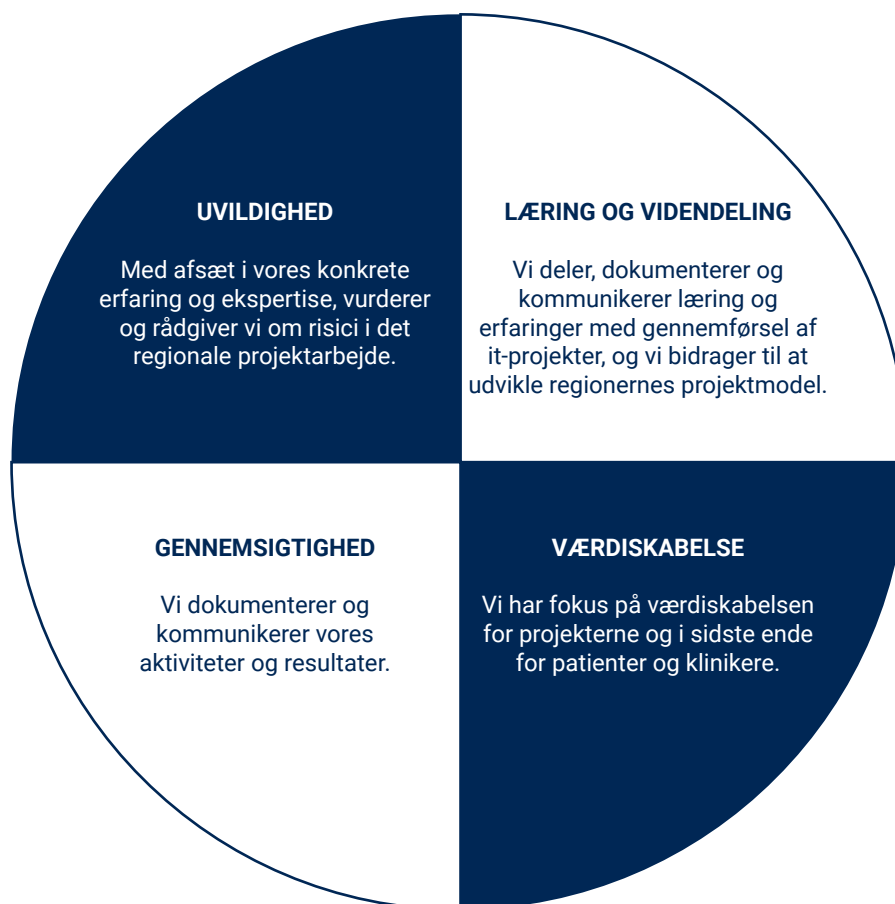 UVILDIGHED
Med afsæt i vores konkrete
erfaring og ekspertise, vurderer
og rådgiver vi om risici i det
regionale projektarbejde.
LÆRING OG VIDENDELING
Vi deler, dokumenterer og
kommunikerer læring og
erfaringer med gennemførsel af
it-projekter, og vi bidrager til at
udvikle regionernes projektmodel.
GENNEMSIGTIGHED
Vi dokumenterer og
kommunikerer vores
aktiviteter og resultater.
VÆRDISKABELSE
Vi har fokus på værdiskabelsen
for projekterne og i sidste ende
for patienter og klinikere.